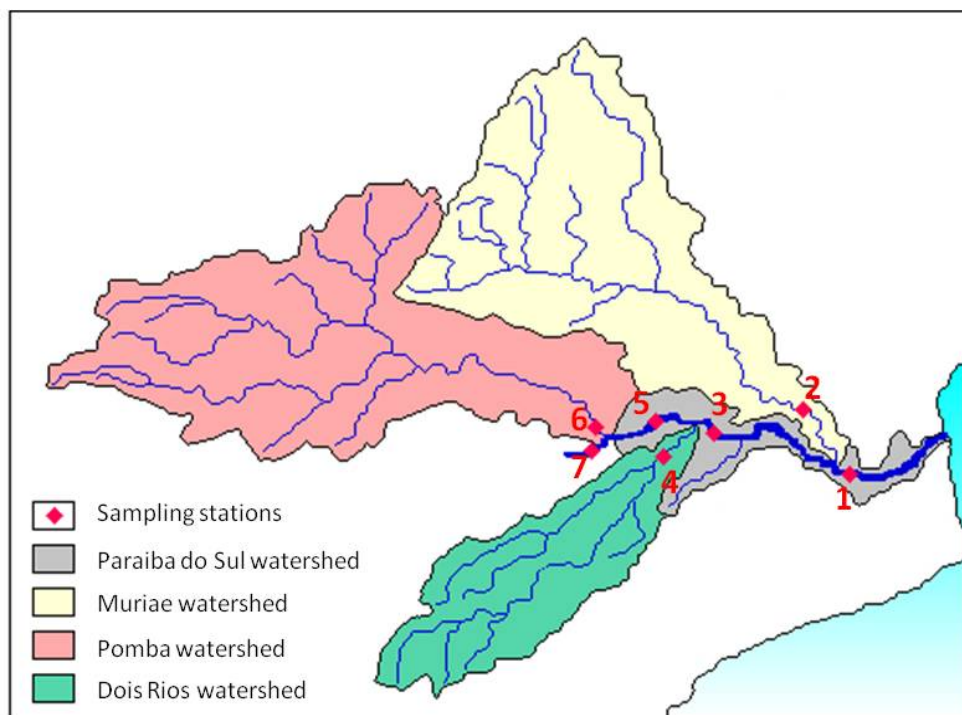 2
6
5
3
7
4
1
Sampling stations
Paraiba do Sul watershed
Muriae watershed
Pomba watershed
Dois Rios watershed